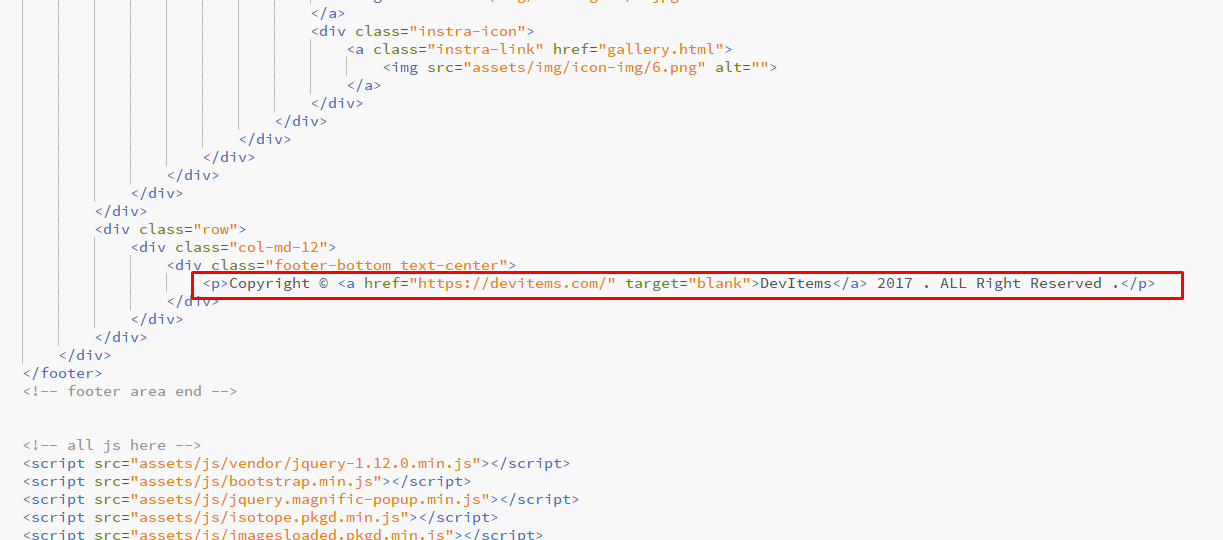 </a>
<div class="instra-icon">
<a class="instra-link" href="gallery.html">
<img src="assets/img/icon-img/6.png" alt="">
</a>
</div>
</div>
</div>
</div>
</div>
</div>
</div>
<div class="row">
<div class="col-md-12">
<div class="footer-bottom text-center">
<p>Copyright © <a href="https://devitems.com/" target="blank">DevItems</a> 2017 . ALL Right Reserved .</p>
</div>
</div>
</div>
</div>
</footer>
<!-- footer area end -->
<!-- all js here -->
<script src="assets/js/vendor/jquery-1.12.0.min.js"></script>
<script src="assets/js/bootstrap.min.js"></script>
<script src="assets/js/jquery.magnific-popup.min.js"></script>
<script src="assets/js/isotope.pkgd.min.js"></script>
<script src="assets/js/imagesloaded.pkgd.min.js"></script>